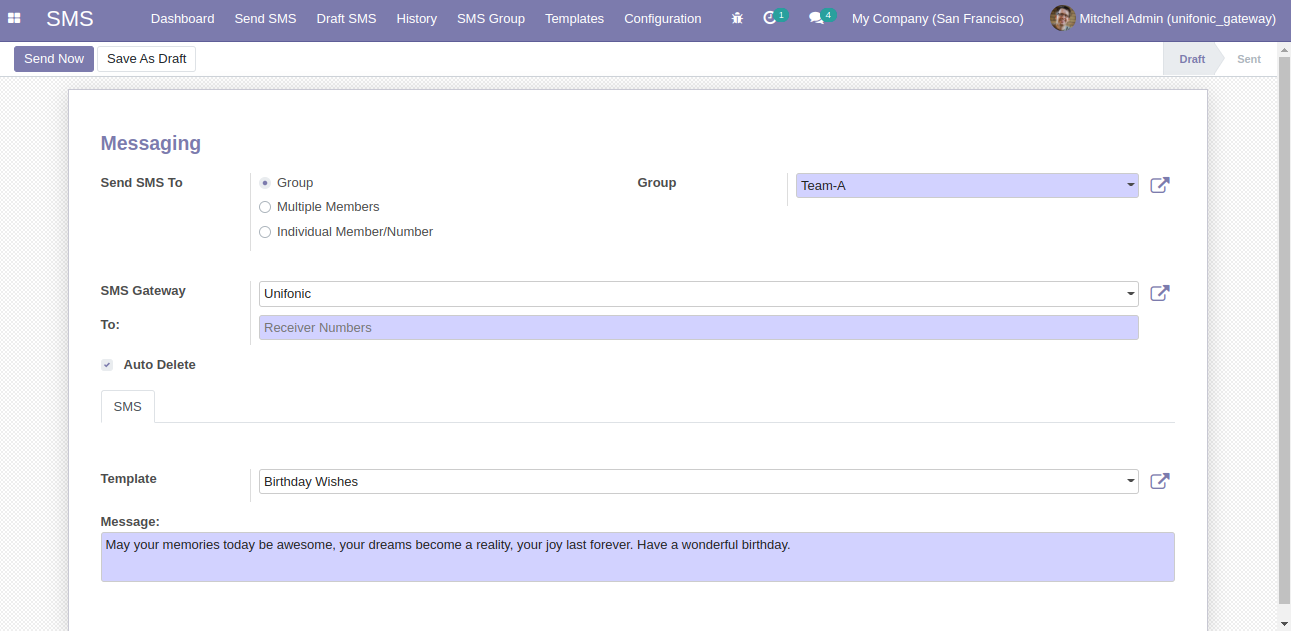 SMS Dashboard Send SMS Draft SMS History SMS Group Templates Configuration 1 4 My Company (San Francisco) Mitchell Admin (unifonic_gateway)
Send Now Save As Draft Draft Sent
Messaging
Send SMS To Group Group Team-A
Multiple Members
Individual Member/Number
SMS Gateway Unifonic
To: Receiver Numbers
Auto Delete
SMS
Template Birthday Wishes
Message:
May your memories today be awesome, your dreams become a reality, your joy last forever. Have a wonderful birthday.